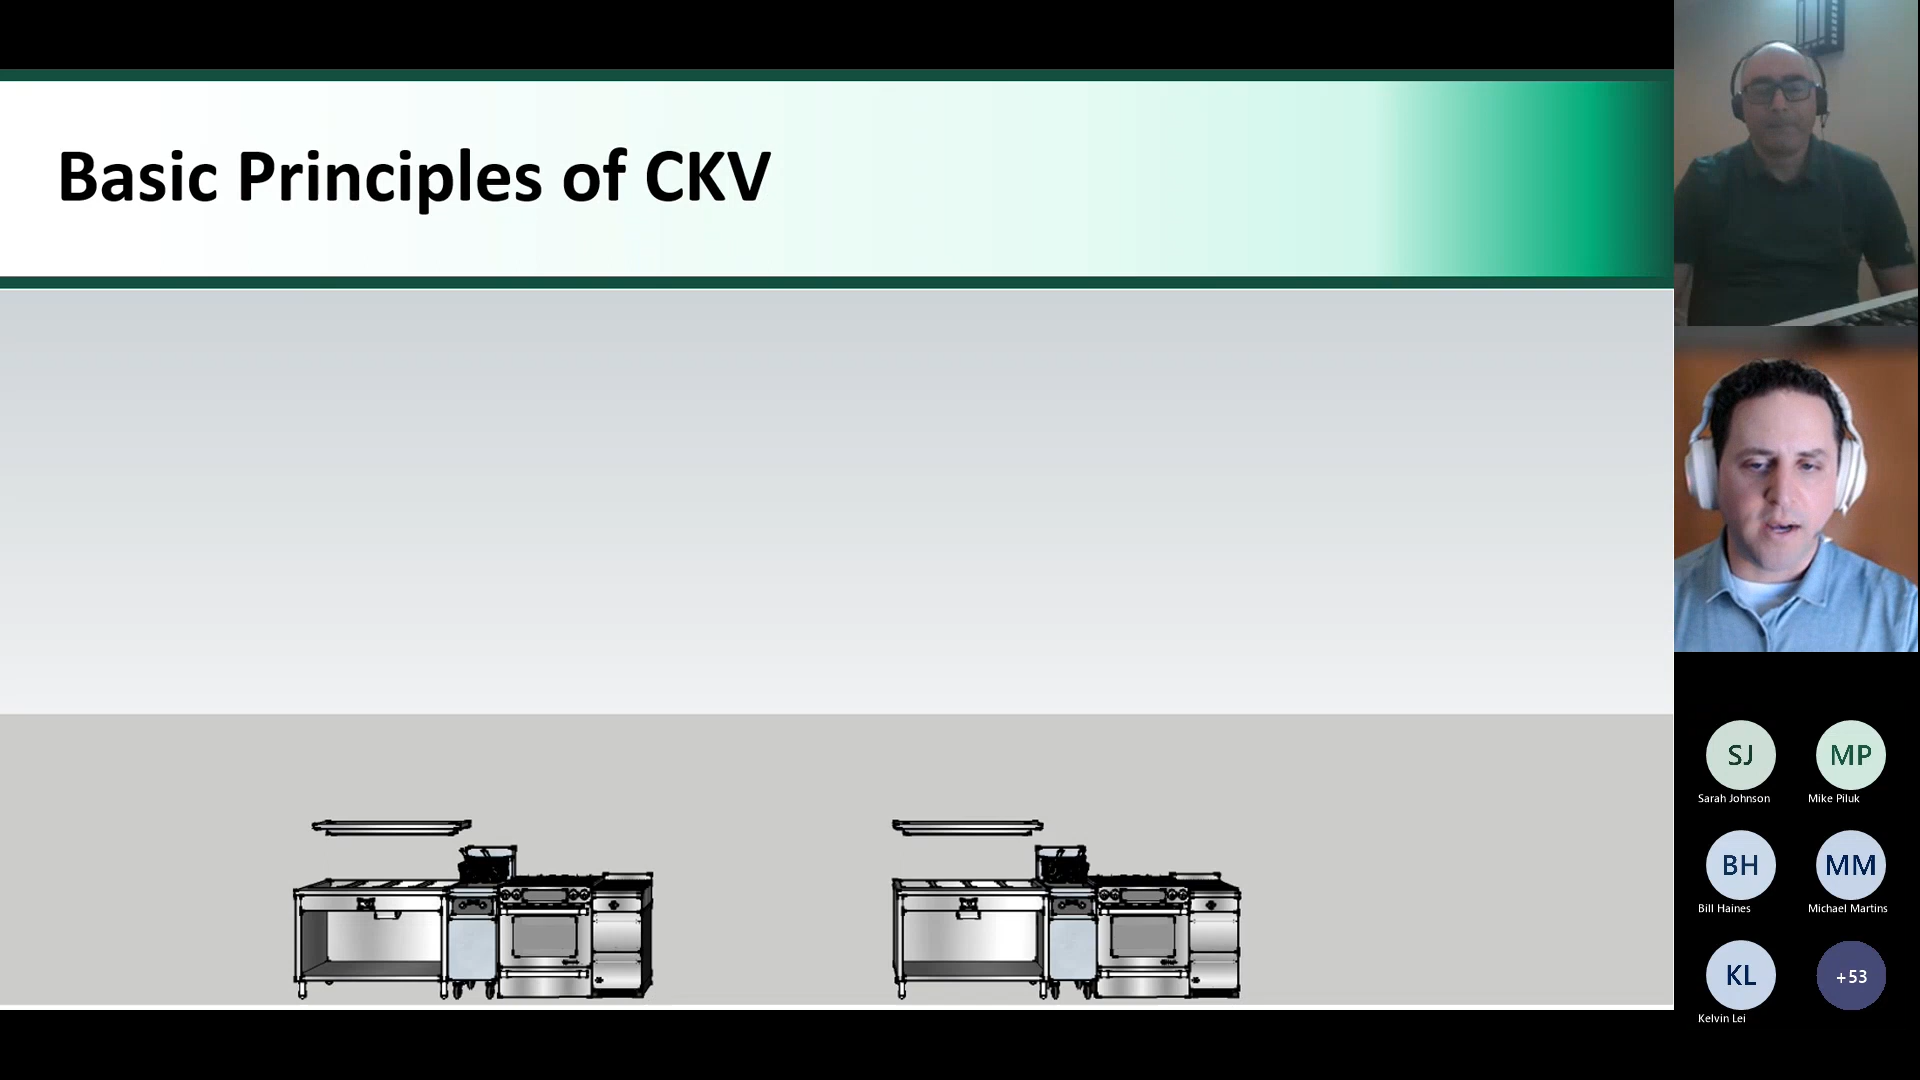 Basic Principles of CKV
SJ
Sarah Johnson
MP
Mike Piluk
BH
Bill Haines
MM
Michael Martins
KL
Kelvin Lei
+53